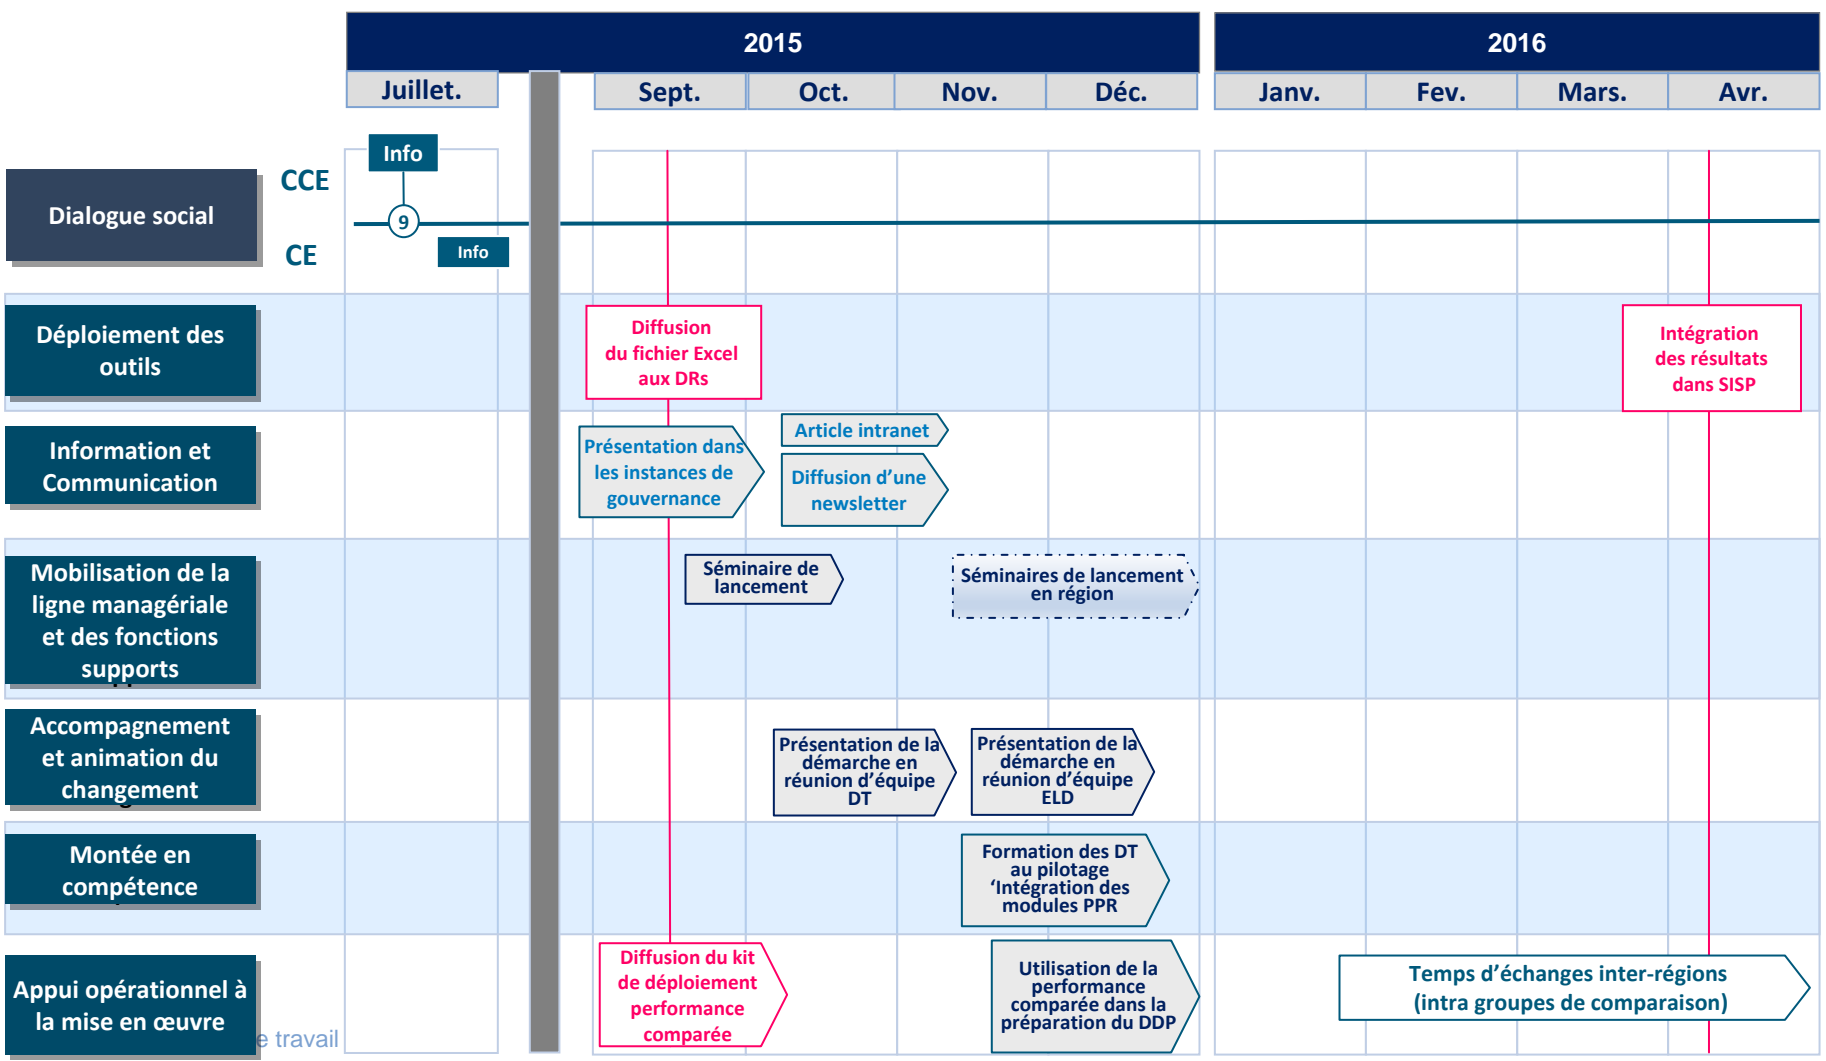 2015
2016
Juillet.
Sept.
Oct.
Nov.
Déc.
Janv.
Fev.
Mars.
Avr.
Dialogue social
CCE
CE
Info
9
Info
Déploiement des
outils
Diffusion
du fichier Excel
aux DRs
Intégration
des résultats
dans SISP
Information et
Communication
Présentation dans
les instances de
gouvernance
Article intranet
Diffusion d’une
newsletter
Mobilisation de la
ligne managériale
et des fonctions
supports
Séminaire de
lancement
Séminaires de lancement
en région
Accompagnement
et animation du
changement
Présentation de la
démarche en
réunion d’équipe
DT
Présentation de la
démarche en
réunion d’équipe
ELD
Montée en
compétence
Formation des DT
au pilotage
‘Intégration des
modules PPR
Appui opérationnel à
la mise en œuvre
Diffusion du kit
de déploiement
performance
comparée
Utilisation de la
performance
comparée dans la
préparation du DDP
Temps d’échanges inter-régions
(intra groupes de comparaison)
travail